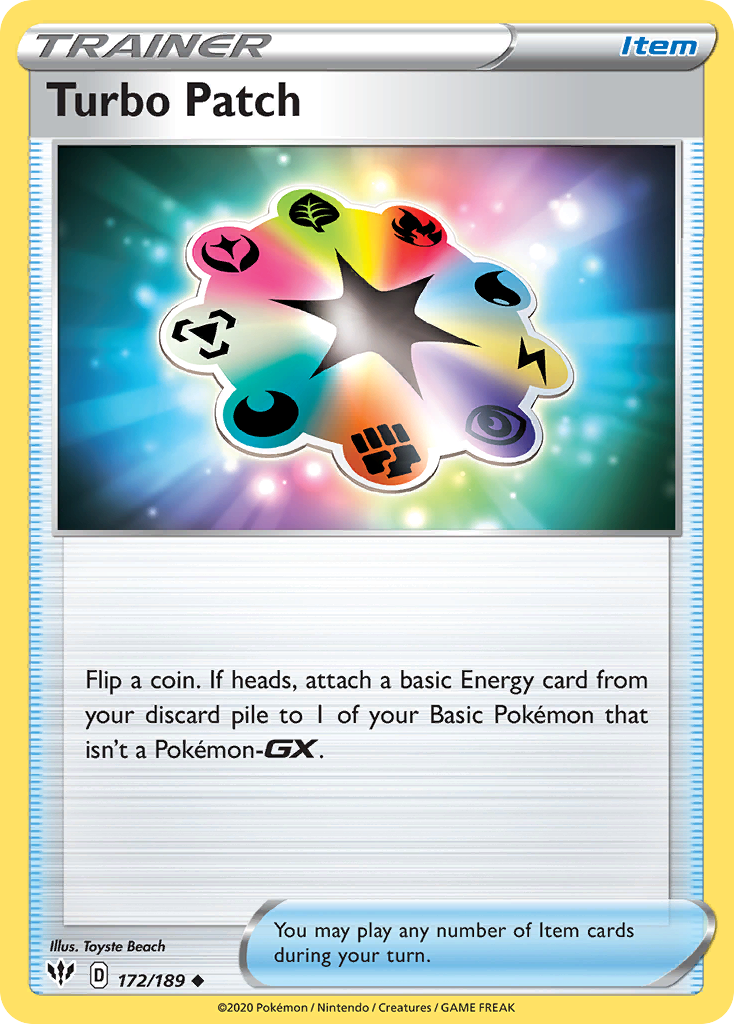 TRAINER
Item
Turbo Patch
Flip a coin. If heads, attach a basic Energy card from
your discard pile to 1 of your Basic Pokémon that
isn't a Pokémon-GX.
You may play any number of Item cards
during your turn.
Illus. Toyste Beach
D 172/189 ◆
©2020 Pokémon / Nintendo / Creatures / GAME FREAK